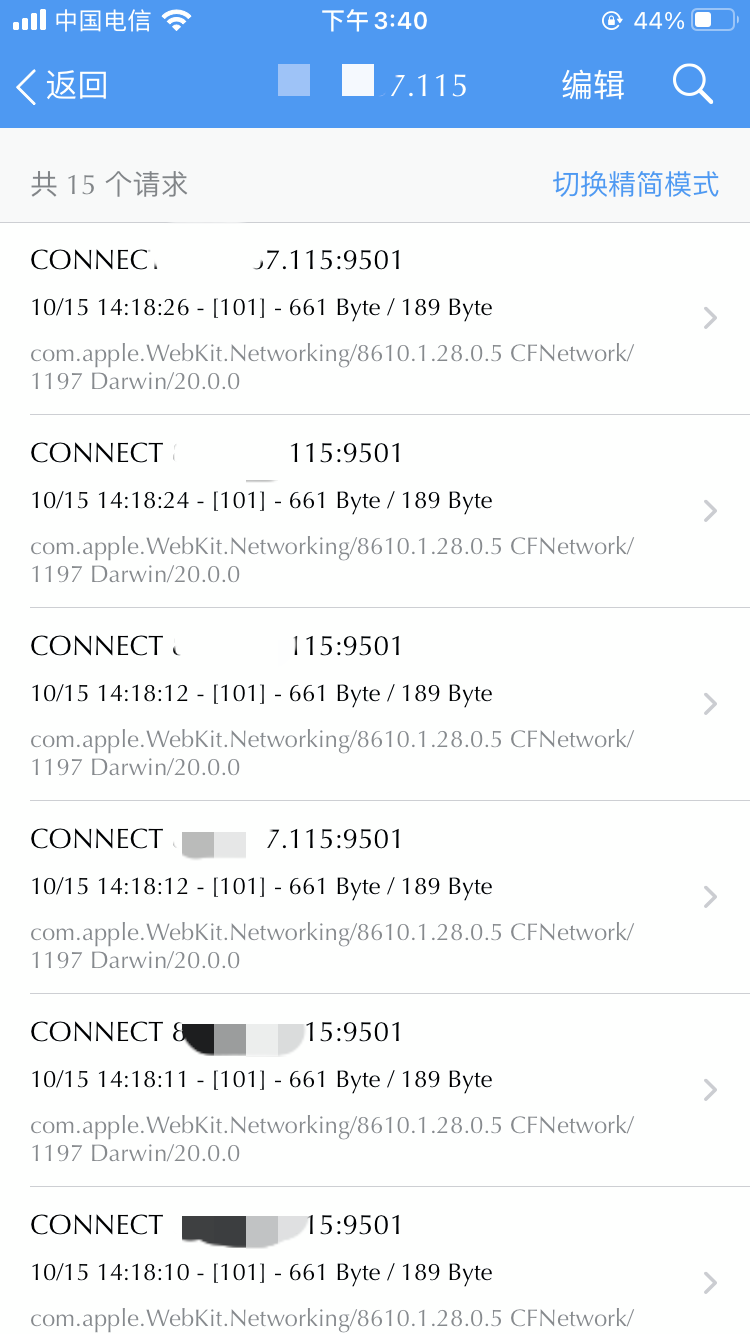 中国电信 下午3:40 44%
返回 7.115 编辑
共 15 个请求 切换精简模式
CONNECT 7.115:9501
10/15 14:18:26 - [101] - 661 Byte / 189 Byte
com.apple.WebKit.Networking/8610.1.28.0.5 CFNetwork/
1197 Darwin/20.0.0
CONNECT 115:9501
10/15 14:18:24 - [101] - 661 Byte / 189 Byte
com.apple.WebKit.Networking/8610.1.28.0.5 CFNetwork/
1197 Darwin/20.0.0
CONNECT 115:9501
10/15 14:18:12 - [101] - 661 Byte / 189 Byte
com.apple.WebKit.Networking/8610.1.28.0.5 CFNetwork/
1197 Darwin/20.0.0
CONNECT 7.115:9501
10/15 14:18:12 - [101] - 661 Byte / 189 Byte
com.apple.WebKit.Networking/8610.1.28.0.5 CFNetwork/
1197 Darwin/20.0.0
CONNECT 8 15:9501
10/15 14:18:11 - [101] - 661 Byte / 189 Byte
com.apple.WebKit.Networking/8610.1.28.0.5 CFNetwork/
1197 Darwin/20.0.0
CONNECT 15:9501
10/15 14:18:10 - [101] - 661 Byte / 189 Byte
com.apple.WebKit.Networking/8610.1.28.0.5 CFNetwork/